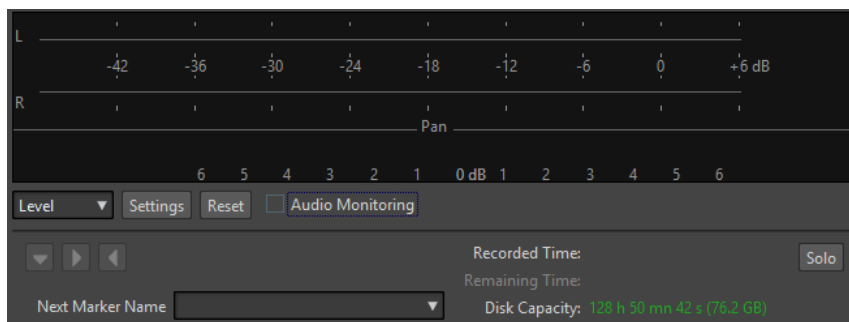 L
-42 -36 -30 -24 -18 -12 -6 0 +6 dB
R
Pan
6 5 4 3 2 1 0 dB 1 2 3 4 5 6
Level Settings Reset Audio Monitoring
Recorded Time: Solo
Remaining Time:
Next Marker Name Disk Capacity: 128 h 50 mn 42 s (76.2 GB)